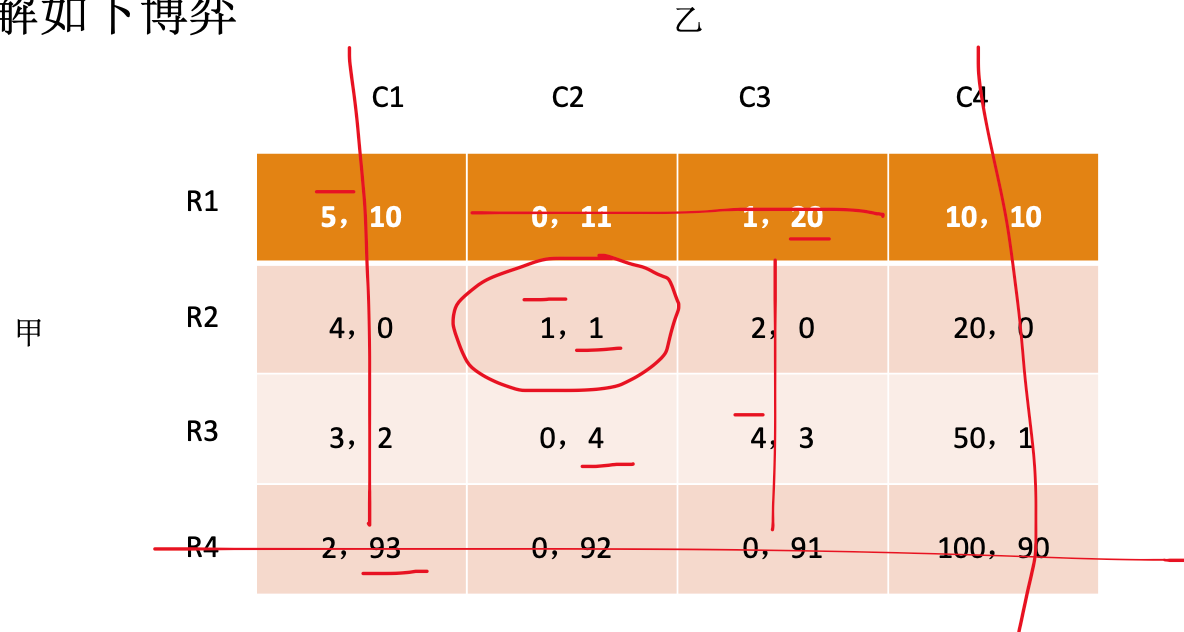 解如下博弈
乙
C1 C2 C3 C4
R1 5，10 0，11 1，20 10，10
甲 R2 4，0 1，1 2，0 20，0
R3 3，2 0，4 4，3 50，1
R4 2，93 0，92 0，91 100，90